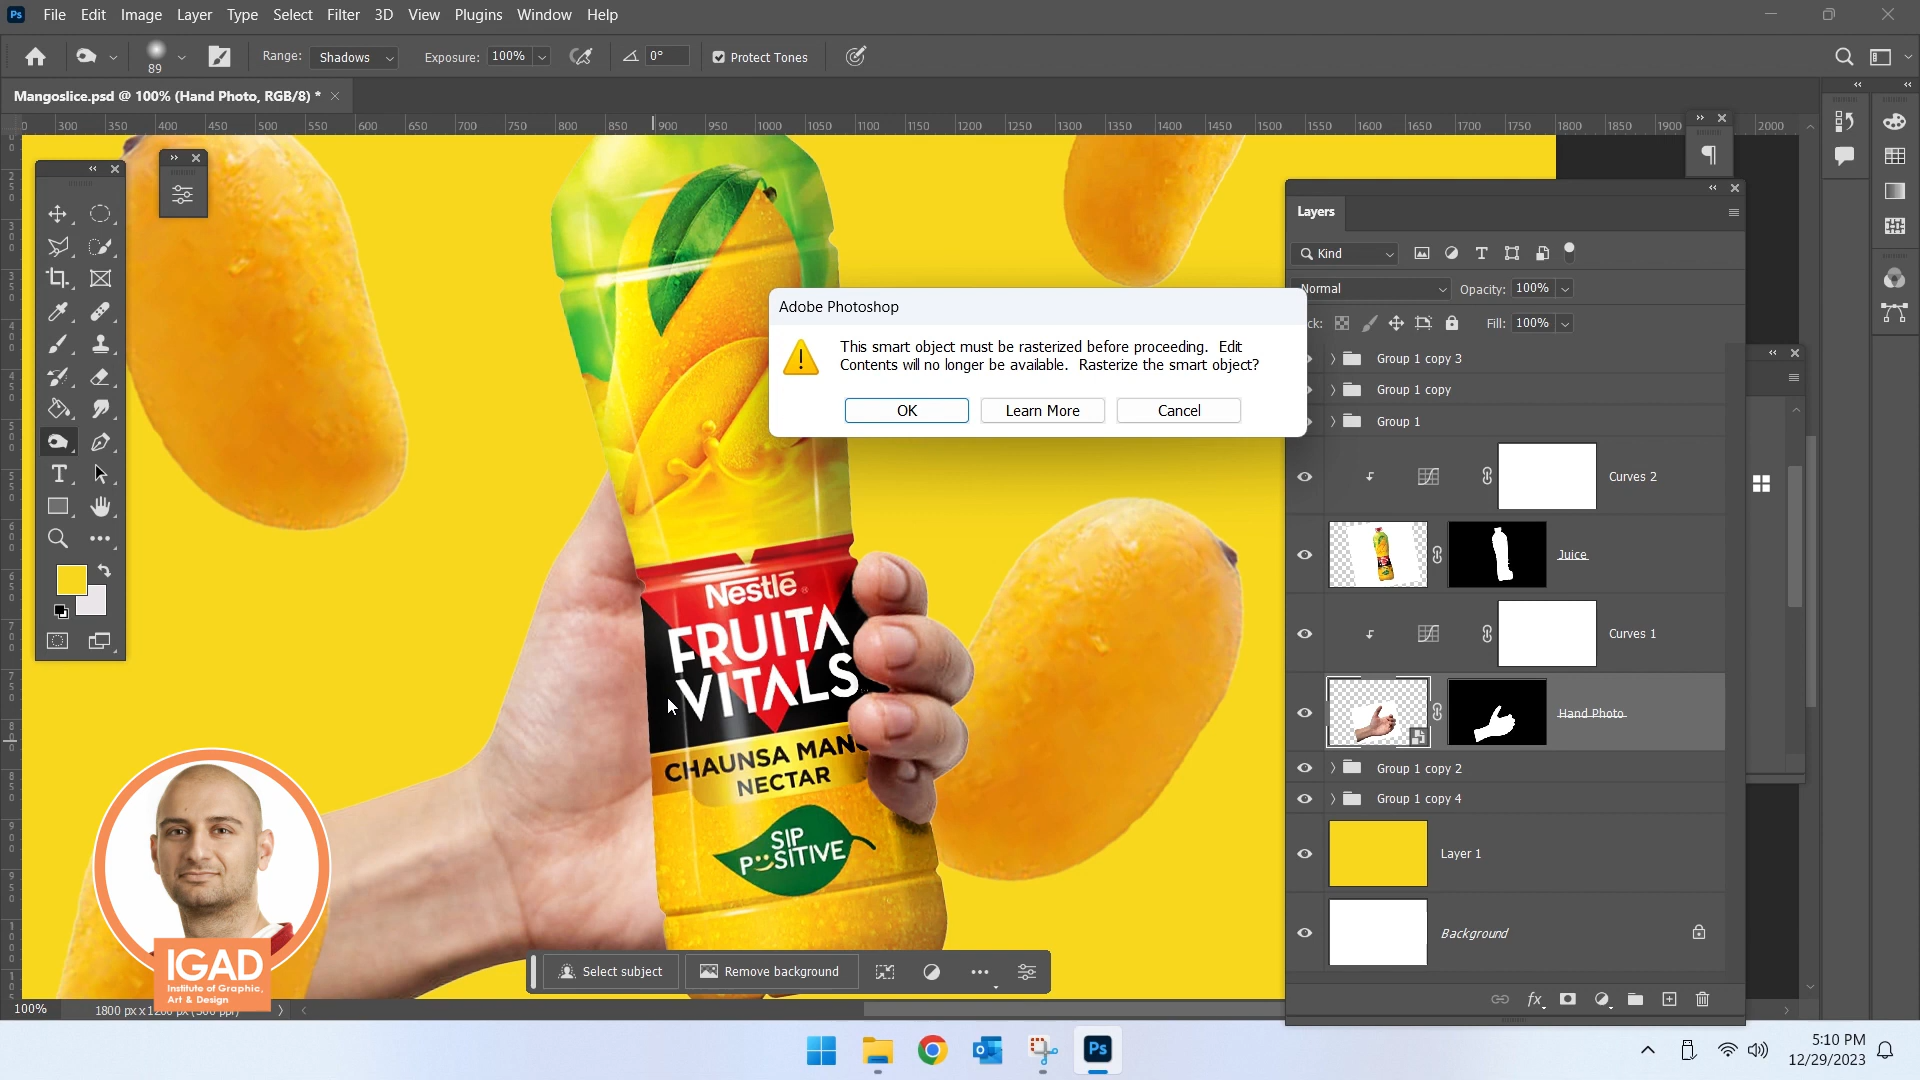 File Edit Image Layer Type Select Filter 3D View Plugins Window Help
89 Range: Shadows Exposure: 100% 0° Protect Tones
Mangoslice.psd @ 100% (Hand Photo, RGB/8) *
300 350 400 450 500 550 600 650 700 750 800 850 900 950 1000 1050 1100 1150 1200 1250 1300 1350 1400 1450 1500 1550 1600 1650 1700 1750 1800 1850 1900 2000
Layers
Kind
Normal Opacity: 100%
Fill: 100%
Adobe Photoshop
This smart object must be rasterized before proceeding. Edit
Contents will no longer be available. Rasterize the smart object?
OK Learn More Cancel
Group 1 copy 3
Group 1 copy
Group 1
Curves 2
Juice
Curves 1
Hand Photo
Group 1 copy 2
Group 1 copy 4
Layer 1
Background
Nestlé
FRUITA
VITALS
CHAUNSA MAN
NECTAR
SIP
POSITIVE
IGAD
Institute of Graphic,
Art & Design
Select subject Remove background
100% 1800 px x 1200 px (300 ppi)
Ps
5:10 PM
12/29/2023